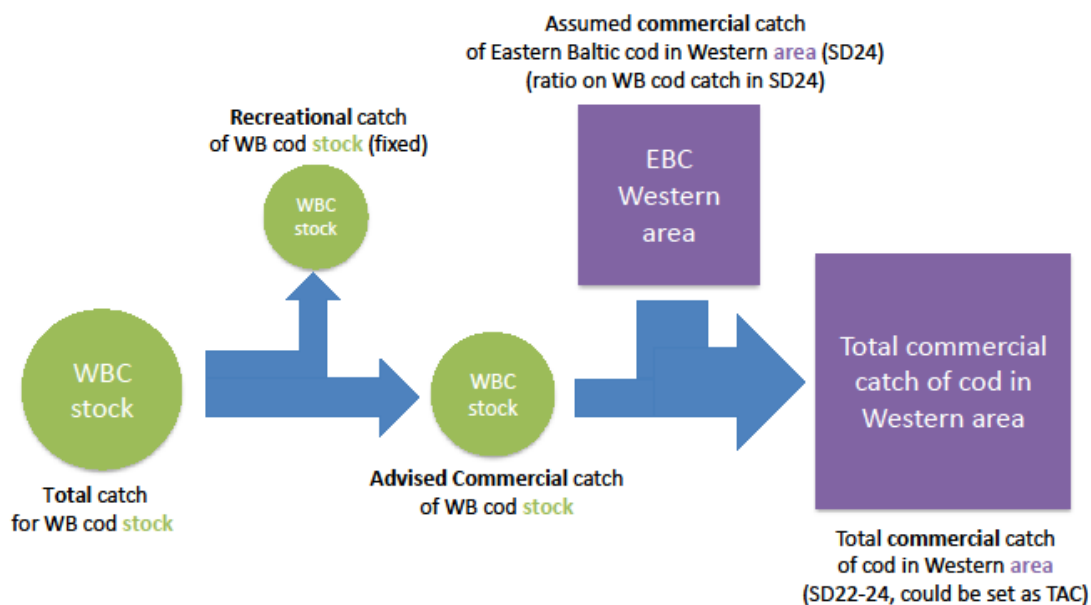 Assumed commercial catch
of Eastern Baltic cod in Western area (SD24)
(ratio on WB cod catch in SD24)
Recreational catch
of WB cod stock (fixed)
WBC
stock
EBC
Western
area
WBC
stock
Total catch
for WB cod stock
WBC
stock
Advised Commercial catch
of WB cod stock
Total commercial
catch of cod in
Western area
Total commercial catch
of cod in Western area
(SD22-24, could be set as TAC)